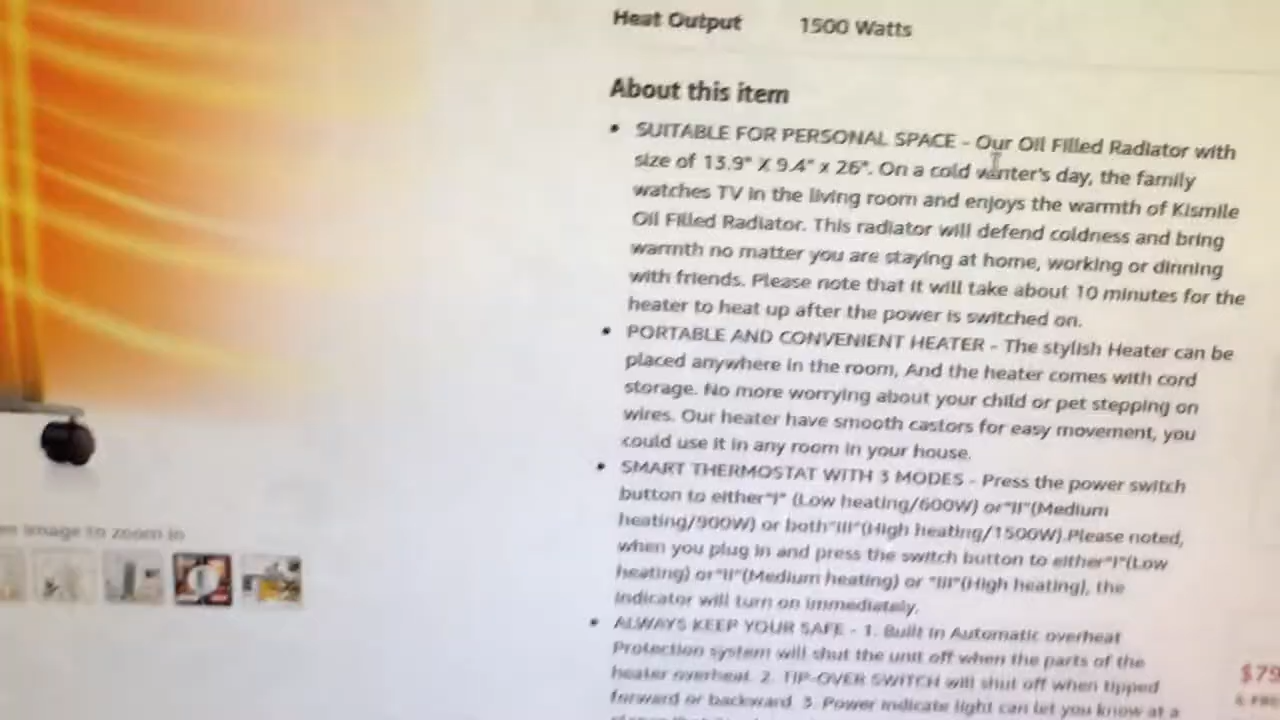 Heat Output 1500 Watts
About this item
• SUITABLE FOR PERSONAL SPACE - Our Oil Filled Radiator with
size of 13.9" X 9.4" x 26". On a cold winter's day, the family
watches TV in the living room and enjoys the warmth of Kismile
Oil Filled Radiator. This radiator will defend coldness and bring
warmth no matter you are staying at home, working or dinning
with friends. Please note that it will take about 10 minutes for the
heater to heat up after the power is switched on.
• PORTABLE AND CONVENIENT HEATER - The stylish Heater can be
placed anywhere in the room, And the heater comes with cord
storage. No more worrying about your child or pet stepping on
wires. Our heater have smooth castors for easy movement, you
could use it in any room in your house.
• SMART THERMOSTAT WITH 3 MODES - Press the power switch
button to either"I" (Low heating/600W) or"II"(Medium
heating/900W) or both"III"(High heating/1500W).Please noted,
when you plug in and press the switch button to either"I"(Low
heating) or"II"(Medium heating) or "III"(High heating), the
indicator will turn on immediately.
• ALWAYS KEEP YOUR SAFE - 1. Built in Automatic overheat
Protection system will shut the unit off when the parts of the
heater overheat. 2. TIP-OVER SWITCH will shut off when tipped
forward or backward. 3. Power indicate light can let you know at a
image to zoom in
$79